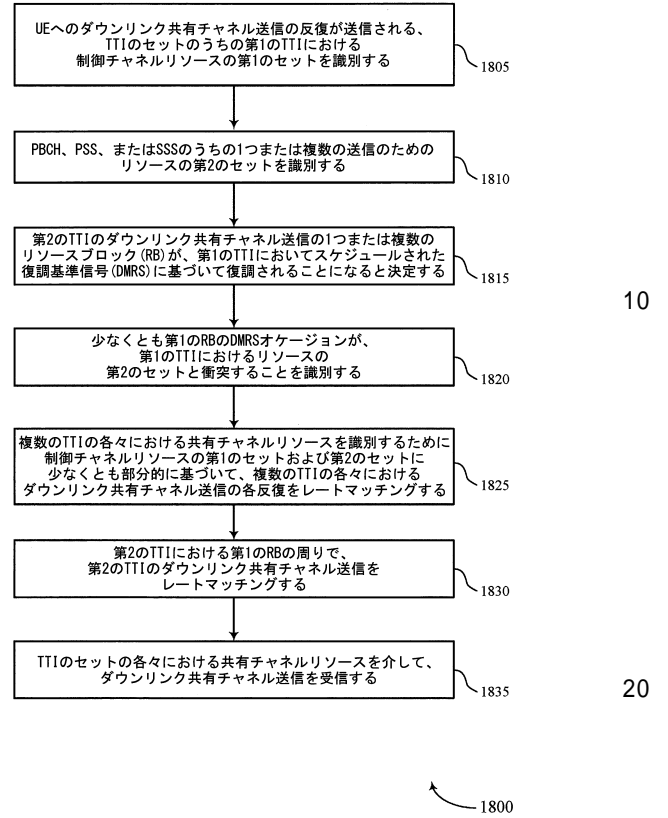 UEへのダウンリンク共有チャネル送信の反復が送信される、
TTIのセットのうちの第1のTTIにおける
制御チャネルリソースの第1のセットを識別する
1805
PBCH、PSS、またはSSSのうちの1つまたは複数の送信のための
リソースの第2のセットを識別する
1810
第2のTTIのダウンリンク共有チャネル送信の1つまたは複数の
リソースブロック(RB)が、第1のTTIにおいてスケジュールされた
復調基準信号(DMRS)に基づいて復調されることになると決定する
1815
10
少なくとも第1のRBのDMRSオケージョンが、
第1のTTIにおけるリソースの
第2のセットと衝突することを識別する
1820
複数のTTIの各々における共有チャネルリソースを識別するために
制御チャネルリソースの第1のセットおよび第2のセットに
少なくとも部分的に基づいて、複数のTTIの各々における
ダウンリンク共有チャネル送信の各反復をレートマッチングする
1825
第2のTTIにおける第1のRBの周りで、
第2のTTIのダウンリンク共有チャネル送信を
レートマッチングする
1830
TTIのセットの各々における共有チャネルリソースを介して、
ダウンリンク共有チャネル送信を受信する
1835
20
1800